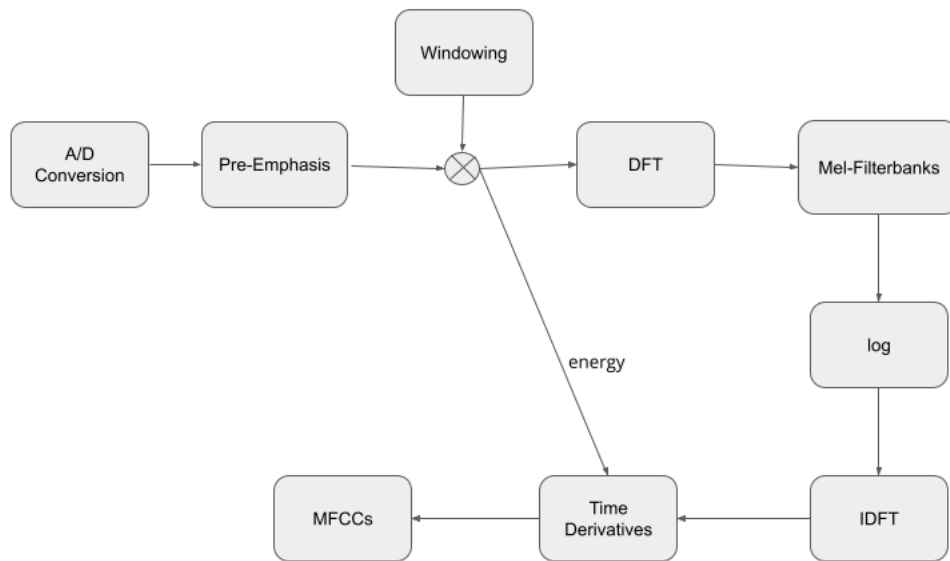 Windowing
A/D
Conversion
Pre-Emphasis
DFT
Mel-Filterbanks
log
energy
MFCCs
Time
Derivatives
IDFT